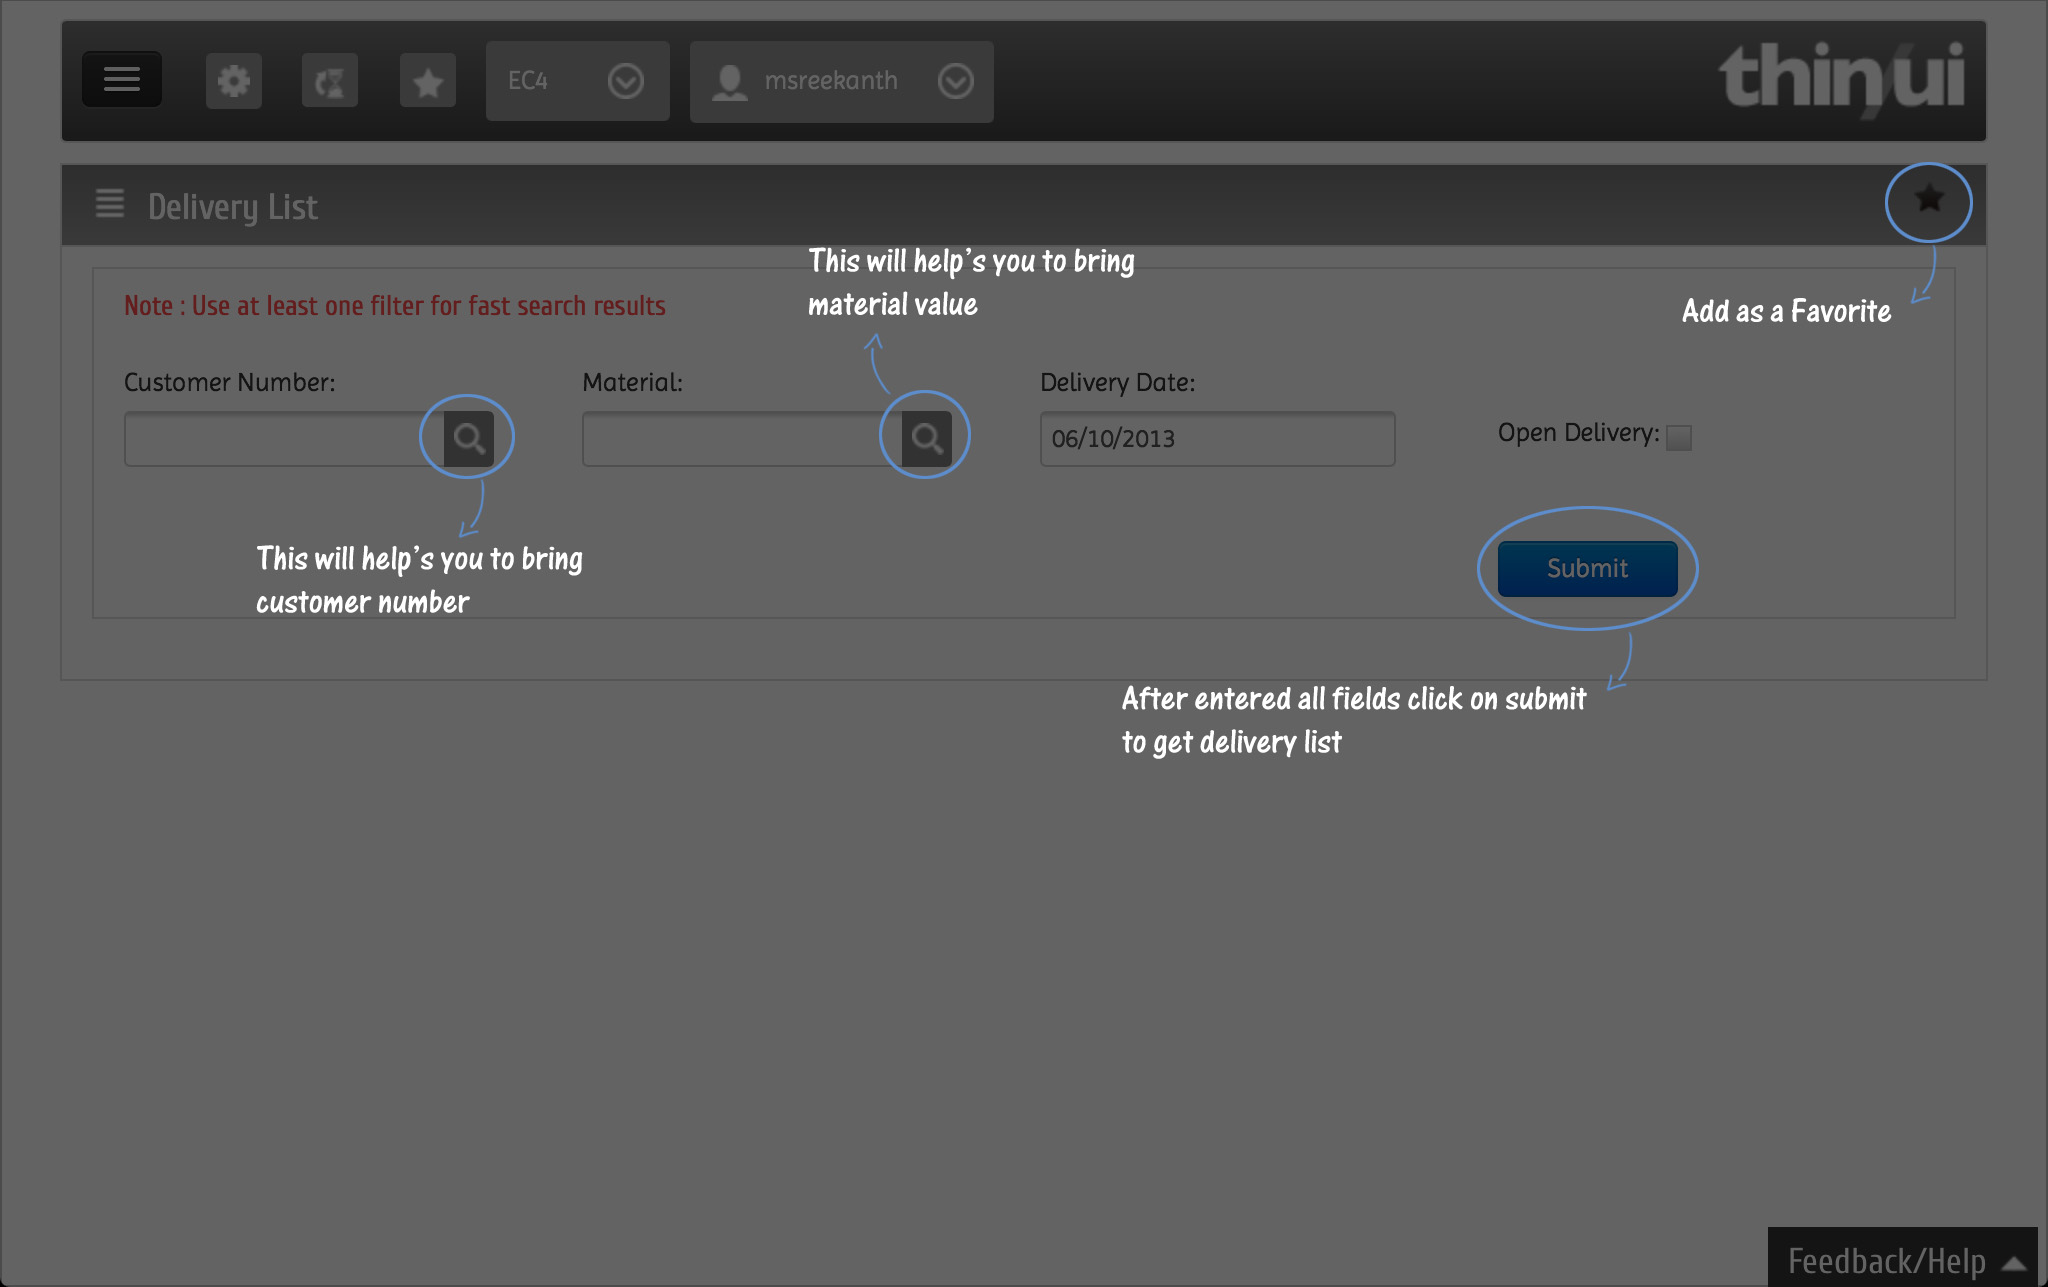 EC4
msreekanth
thin/ui
Delivery List
This will help's you to bring
material value
Note : Use at least one filter for fast search results
Add as a Favorite
Customer Number:
Material:
Delivery Date:
06/10/2013
Open Delivery:
This will help's you to bring
customer number
Submit
After entered all fields click on submit
to get delivery list
Feedback/Help